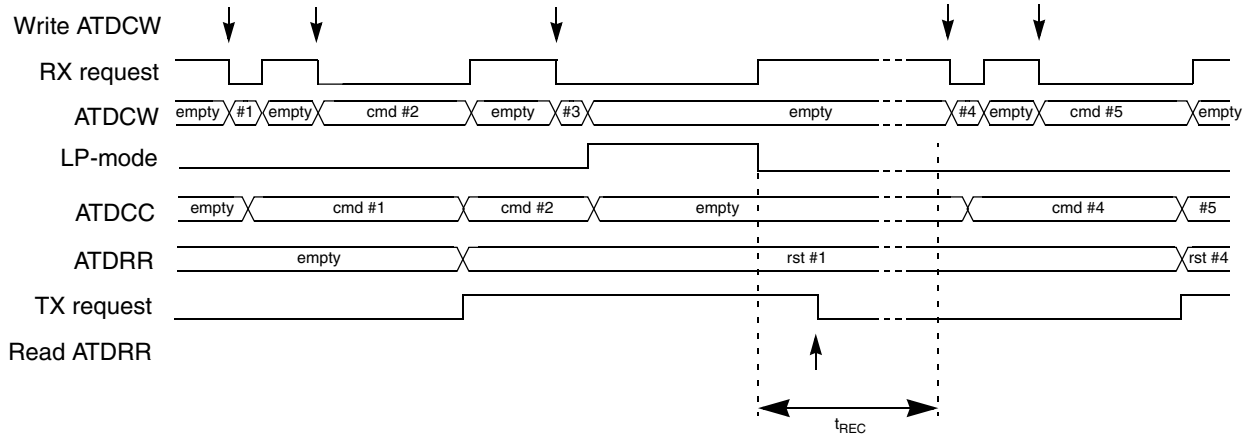 Write ATDCW
RX request
ATDCW empty #1 empty cmd #2 empty #3 empty #4 empty cmd #5 empty
LP-mode
ATDCC empty cmd #1 cmd #2 empty cmd #4 #5
ATDRR empty rst #1 rst #4
TX request
Read ATDRR
tREC